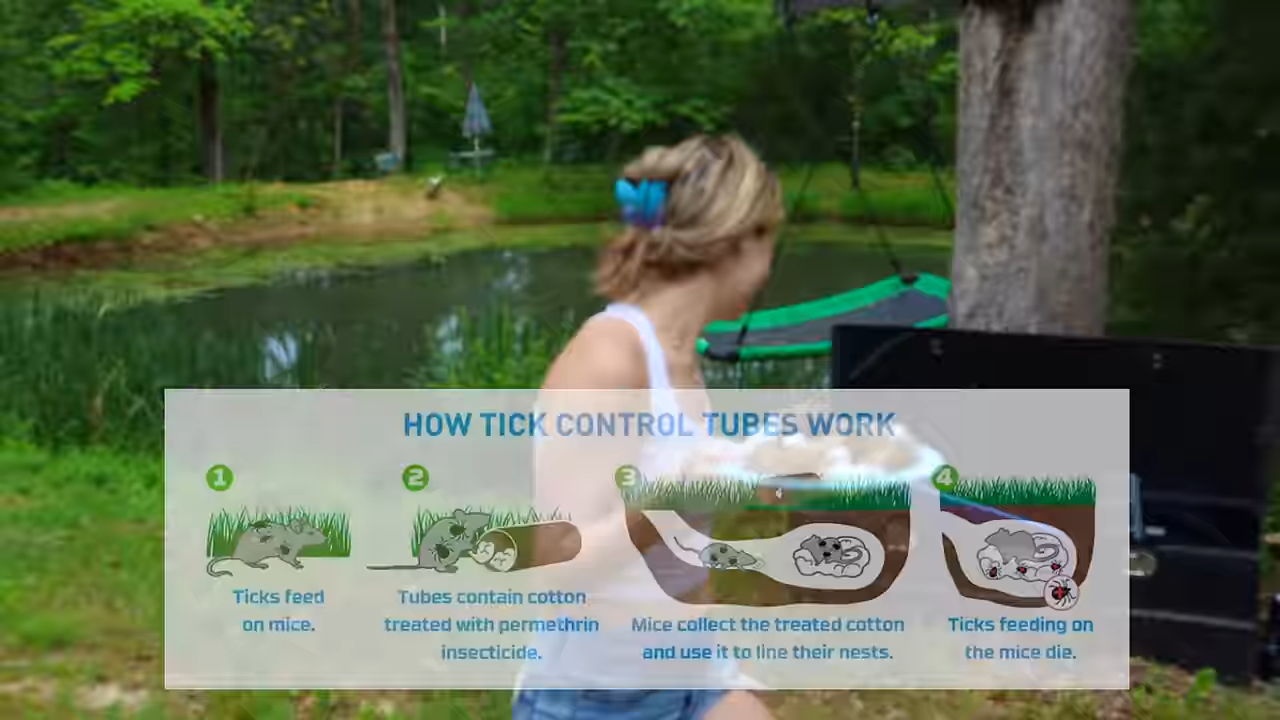 HOW TICK CONTROL TUBES WORK
1
Ticks feed
on mice.
2
Tubes contain cotton
treated with permethrin
insecticide.
3
Mice collect the treated cotton
and use it to line their nests.
4
Ticks feeding on
the mice die.